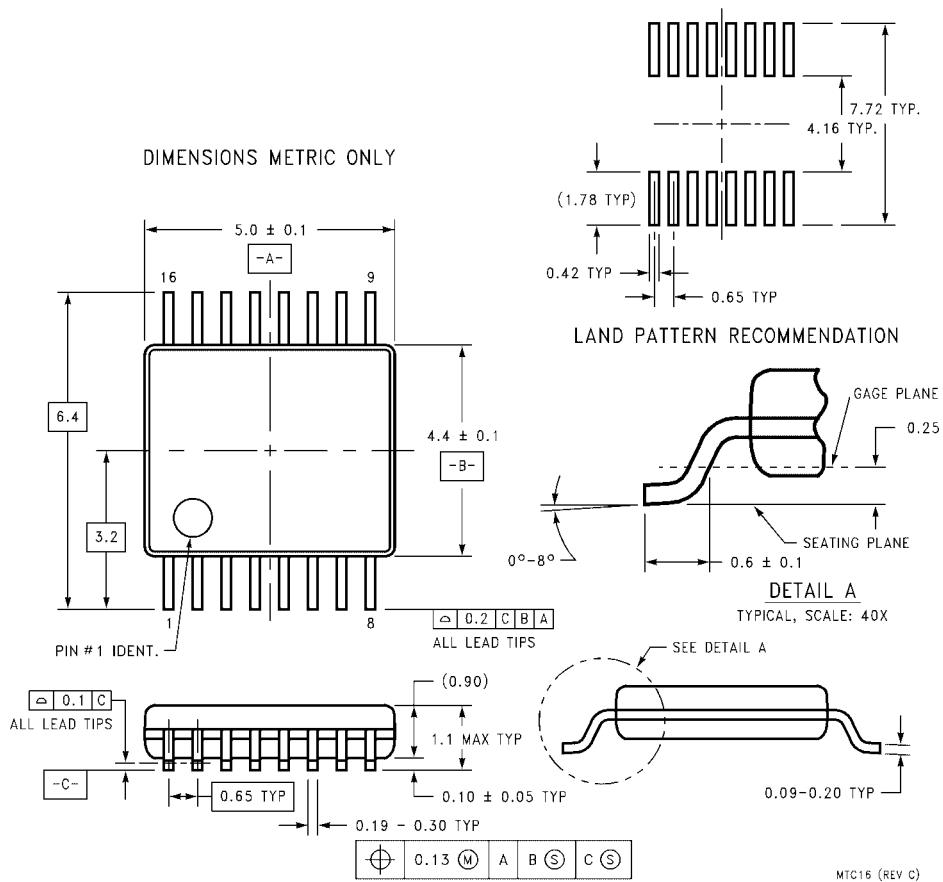 7.72 TYP.
4.16 TYP.
(1.78 TYP)
0.42 TYP
0.65 TYP
LAND PATTERN RECOMMENDATION
DIMENSIONS METRIC ONLY
5.0 ± 0.1
-A-
16
9
6.4
4.4 ± 0.1
-B-
3.2
1
8
PIN #1 IDENT.
⌓ 0.2 C B A
ALL LEAD TIPS
GAGE PLANE
0.25
SEATING PLANE
0°-8°
0.6 ± 0.1
DETAIL A
TYPICAL, SCALE: 40X
⌓ 0.1 C
ALL LEAD TIPS
-C-
(0.90)
1.1 MAX TYP
0.65 TYP
0.10 ± 0.05 TYP
0.19 - 0.30 TYP
SEE DETAIL A
0.09-0.20 TYP
⌖ 0.13 Ⓜ A B Ⓢ C Ⓢ
MTC16 (REV C)